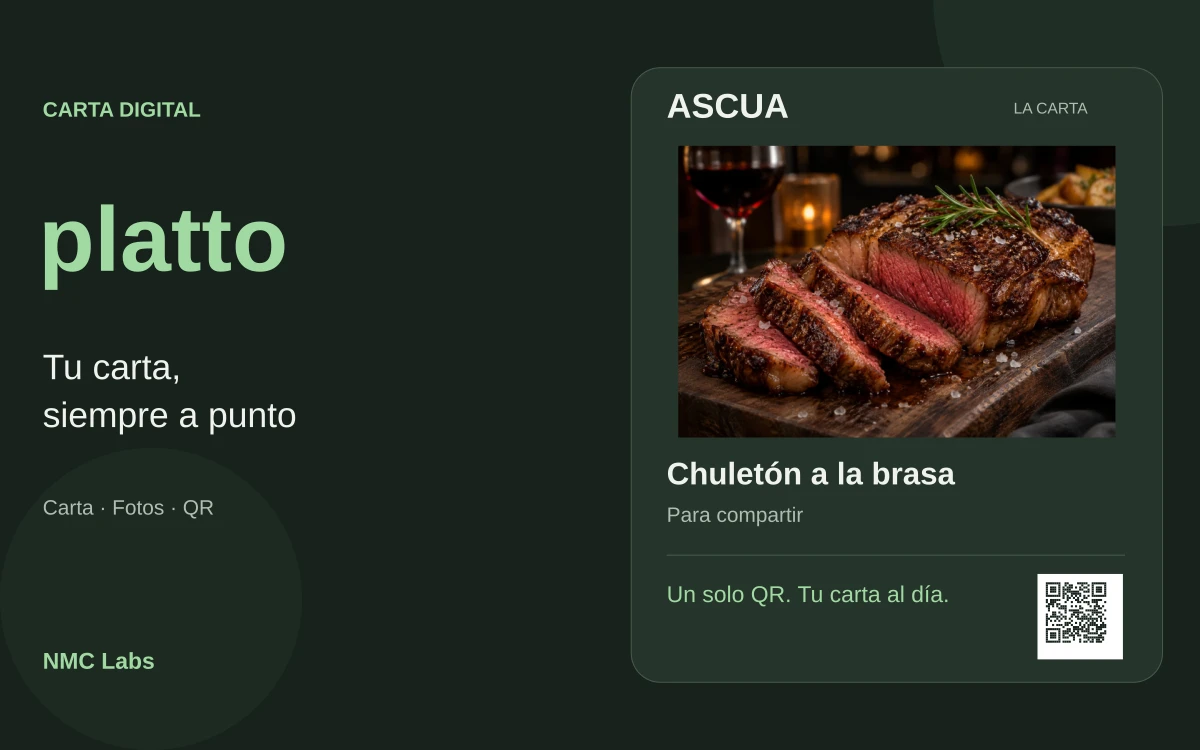 CARTA DIGITAL
platto
Tu carta,
siempre a punto
Carta · Fotos · QR
NMC Labs
ASCUA
LA CARTA
Chuletón a la brasa
Para compartir
Un solo QR. Tu carta al día.